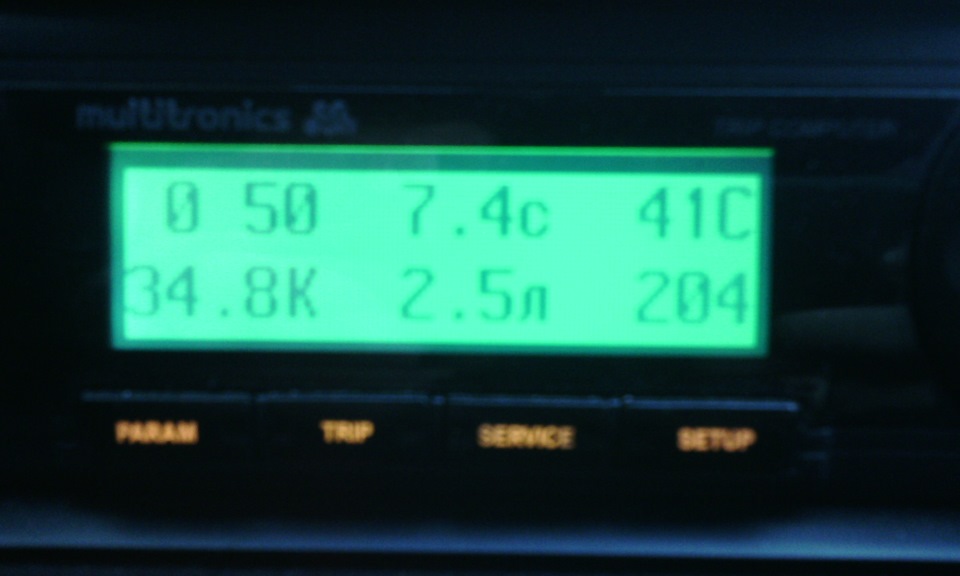 multitronics
TRIP COMPUTER
0 50 7.4c 41C
34.8K 2.5л 204
PARAM TRIP SERVICE SETUP